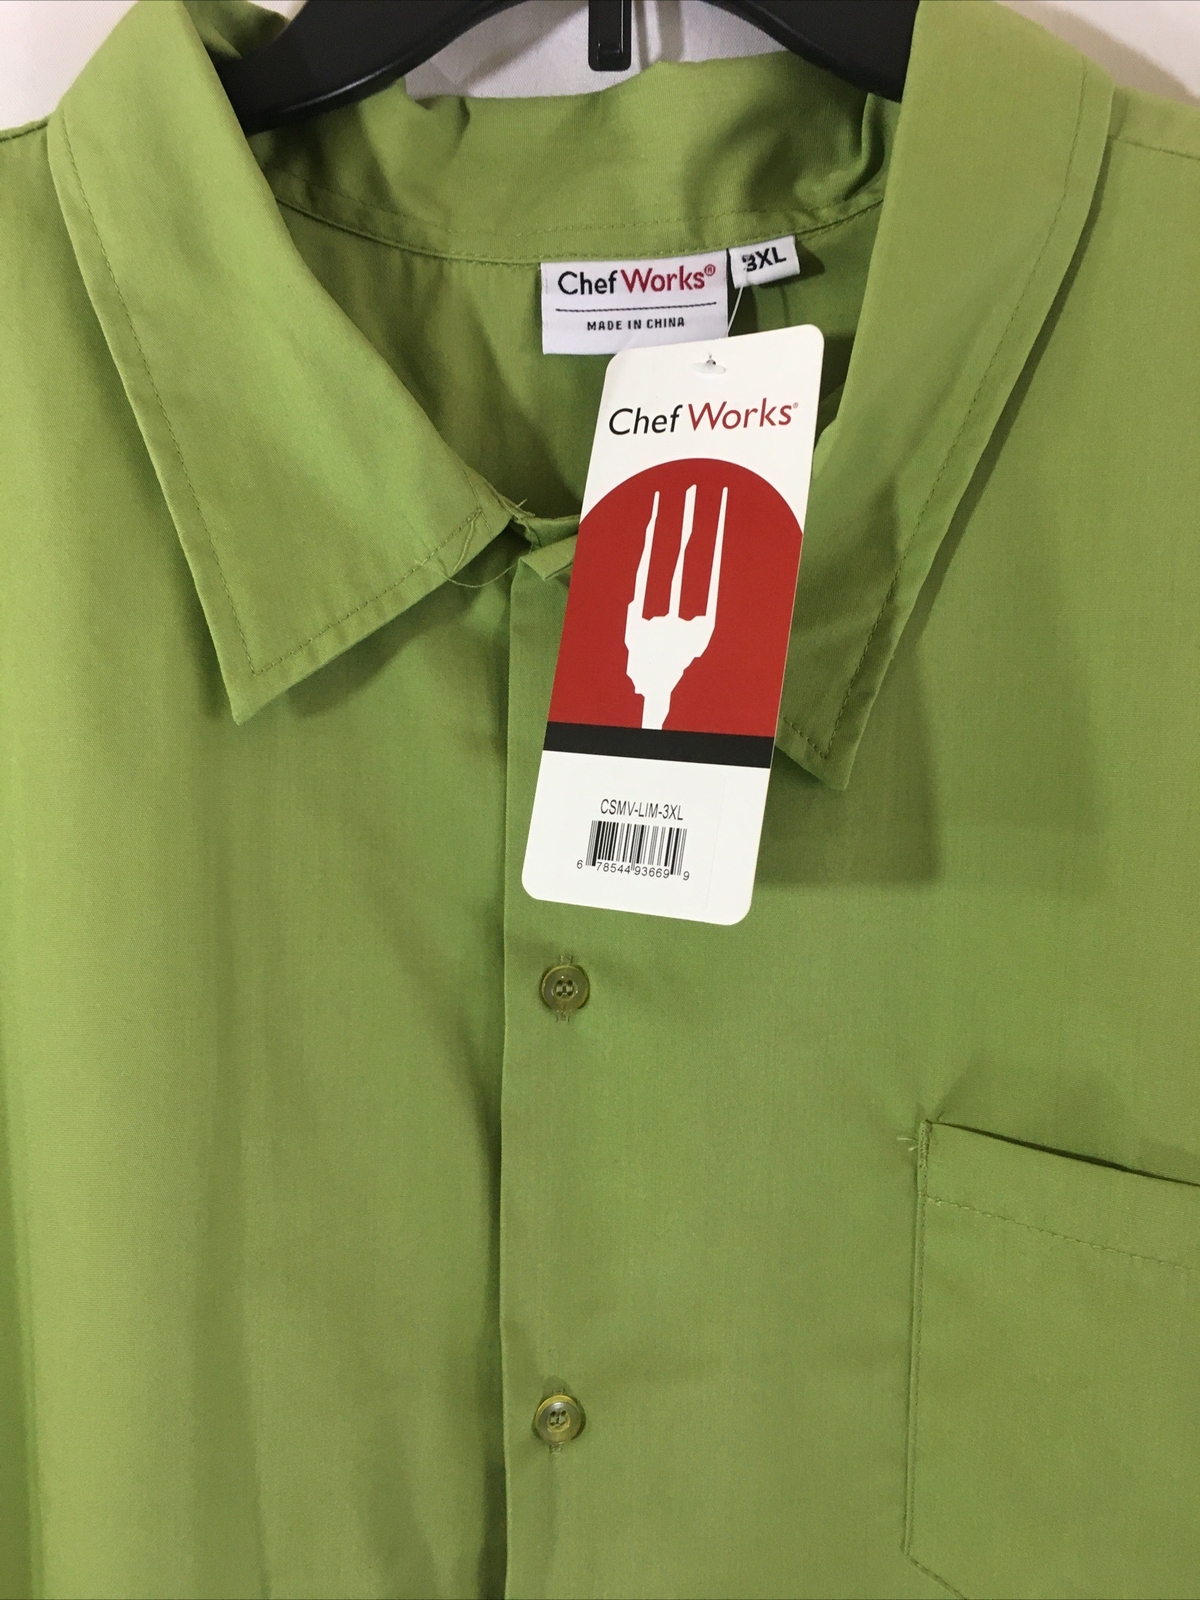 Chef Works®
MADE IN CHINA
3XL
Chef Works®
CSMV-LIM-3XL
6 78544 93669 9